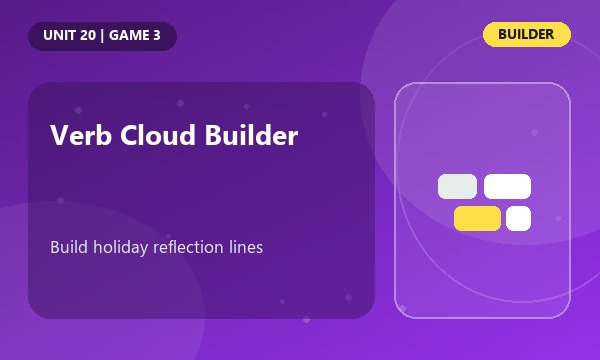 UNIT 20 | GAME 3
BUILDER
Verb Cloud Builder
Build holiday reflection lines